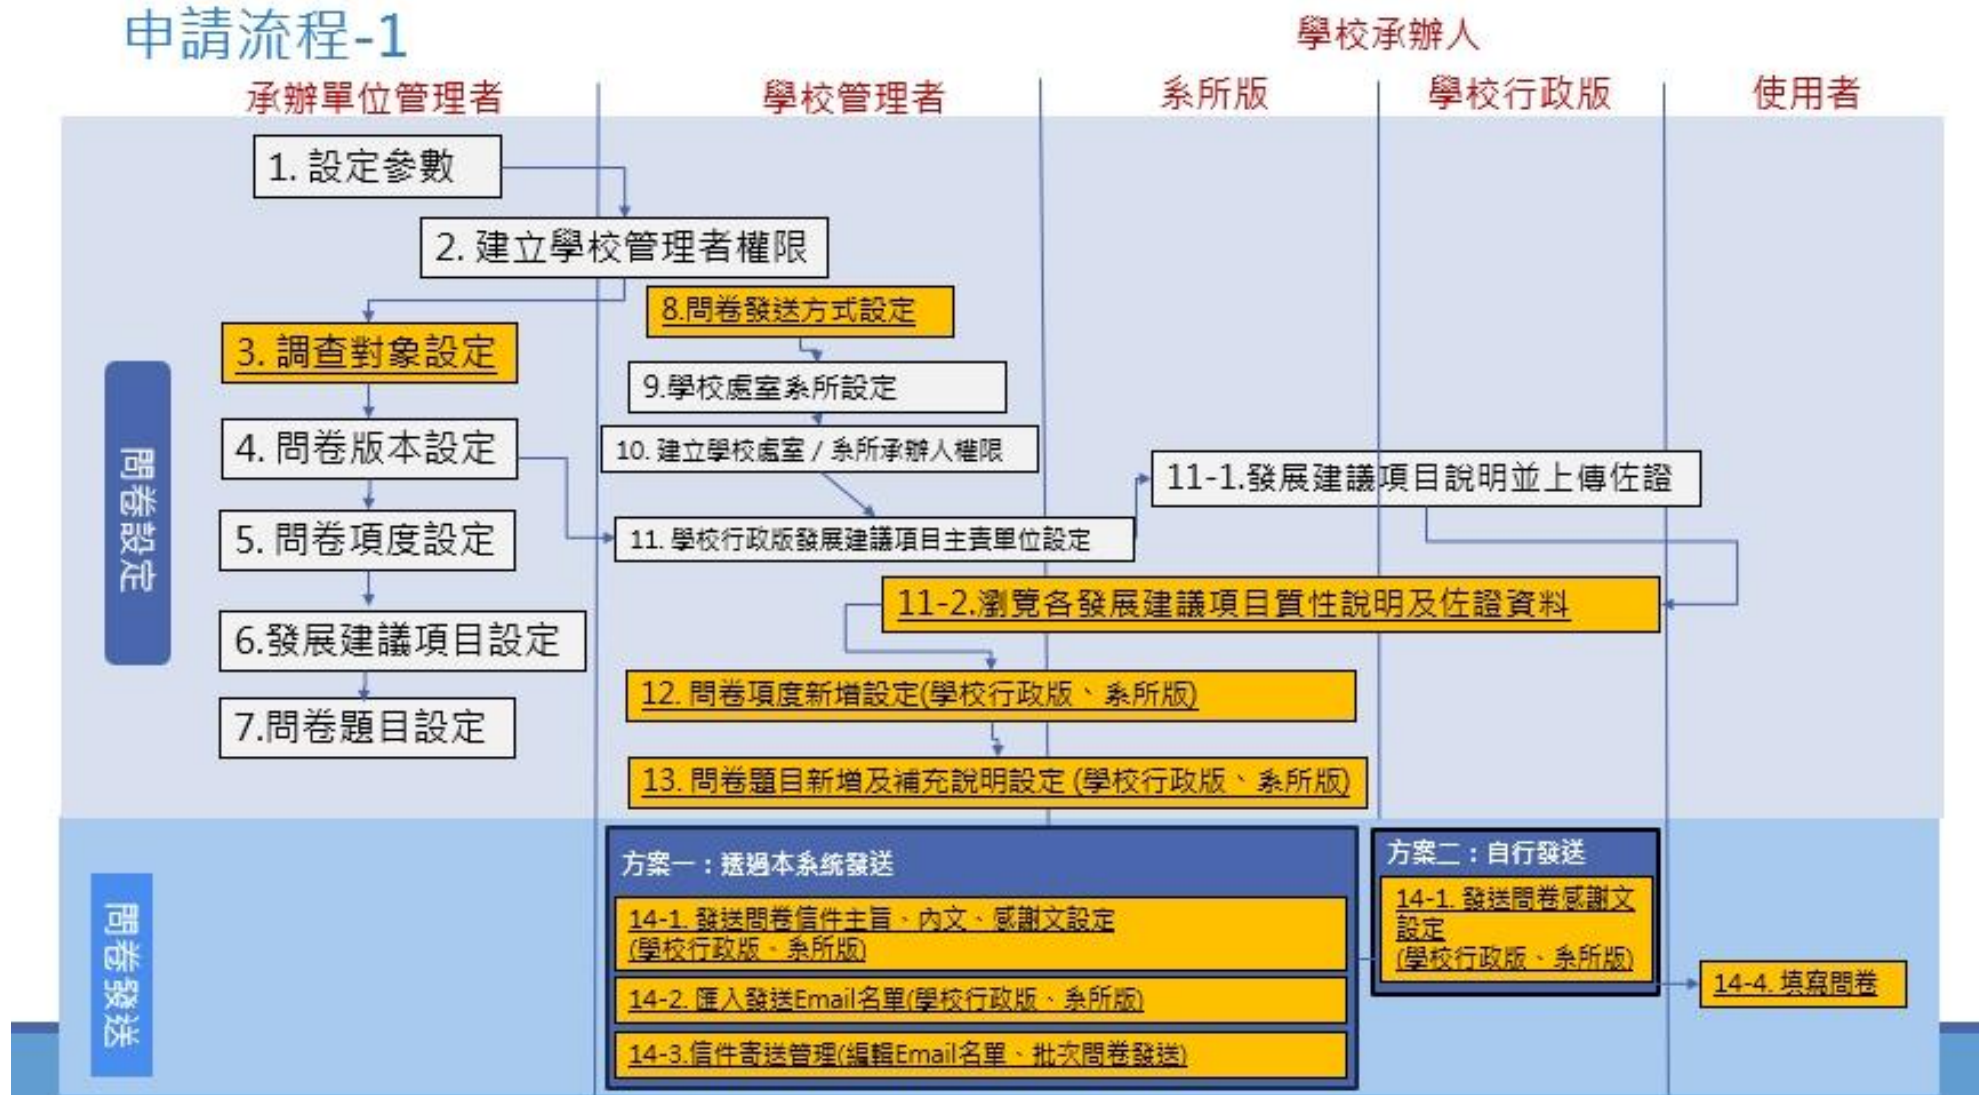 申請流程-1
學校承辦人
承辦單位管理者
學校管理者
系所版
學校行政版
使用者
問卷設定
1. 設定參數
2. 建立學校管理者權限
3. 調查對象設定
4. 問卷版本設定
5. 問卷項度設定
6.發展建議項目設定
7.問卷題目設定
8.問卷發送方式設定
9.學校處室系所設定
10. 建立學校處室 / 系所承辦人權限
11. 學校行政版發展建議項目主責單位設定
11-1.發展建議項目說明並上傳佐證
11-2.瀏覽各發展建議項目質性說明及佐證資料
12. 問卷項度新增設定(學校行政版、系所版)
13. 問卷題目新增及補充說明設定 (學校行政版、系所版)
問卷發送
方案一：透過本系統發送
14-1. 發送問卷信件主旨、內文、感謝文設定
(學校行政版、系所版)
14-2. 匯入發送Email名單(學校行政版、系所版)
14-3.信件寄送管理(編輯Email名單、批次問卷發送)
方案二：自行發送
14-1. 發送問卷感謝文
設定
(學校行政版、系所版)
14-4. 填寫問卷